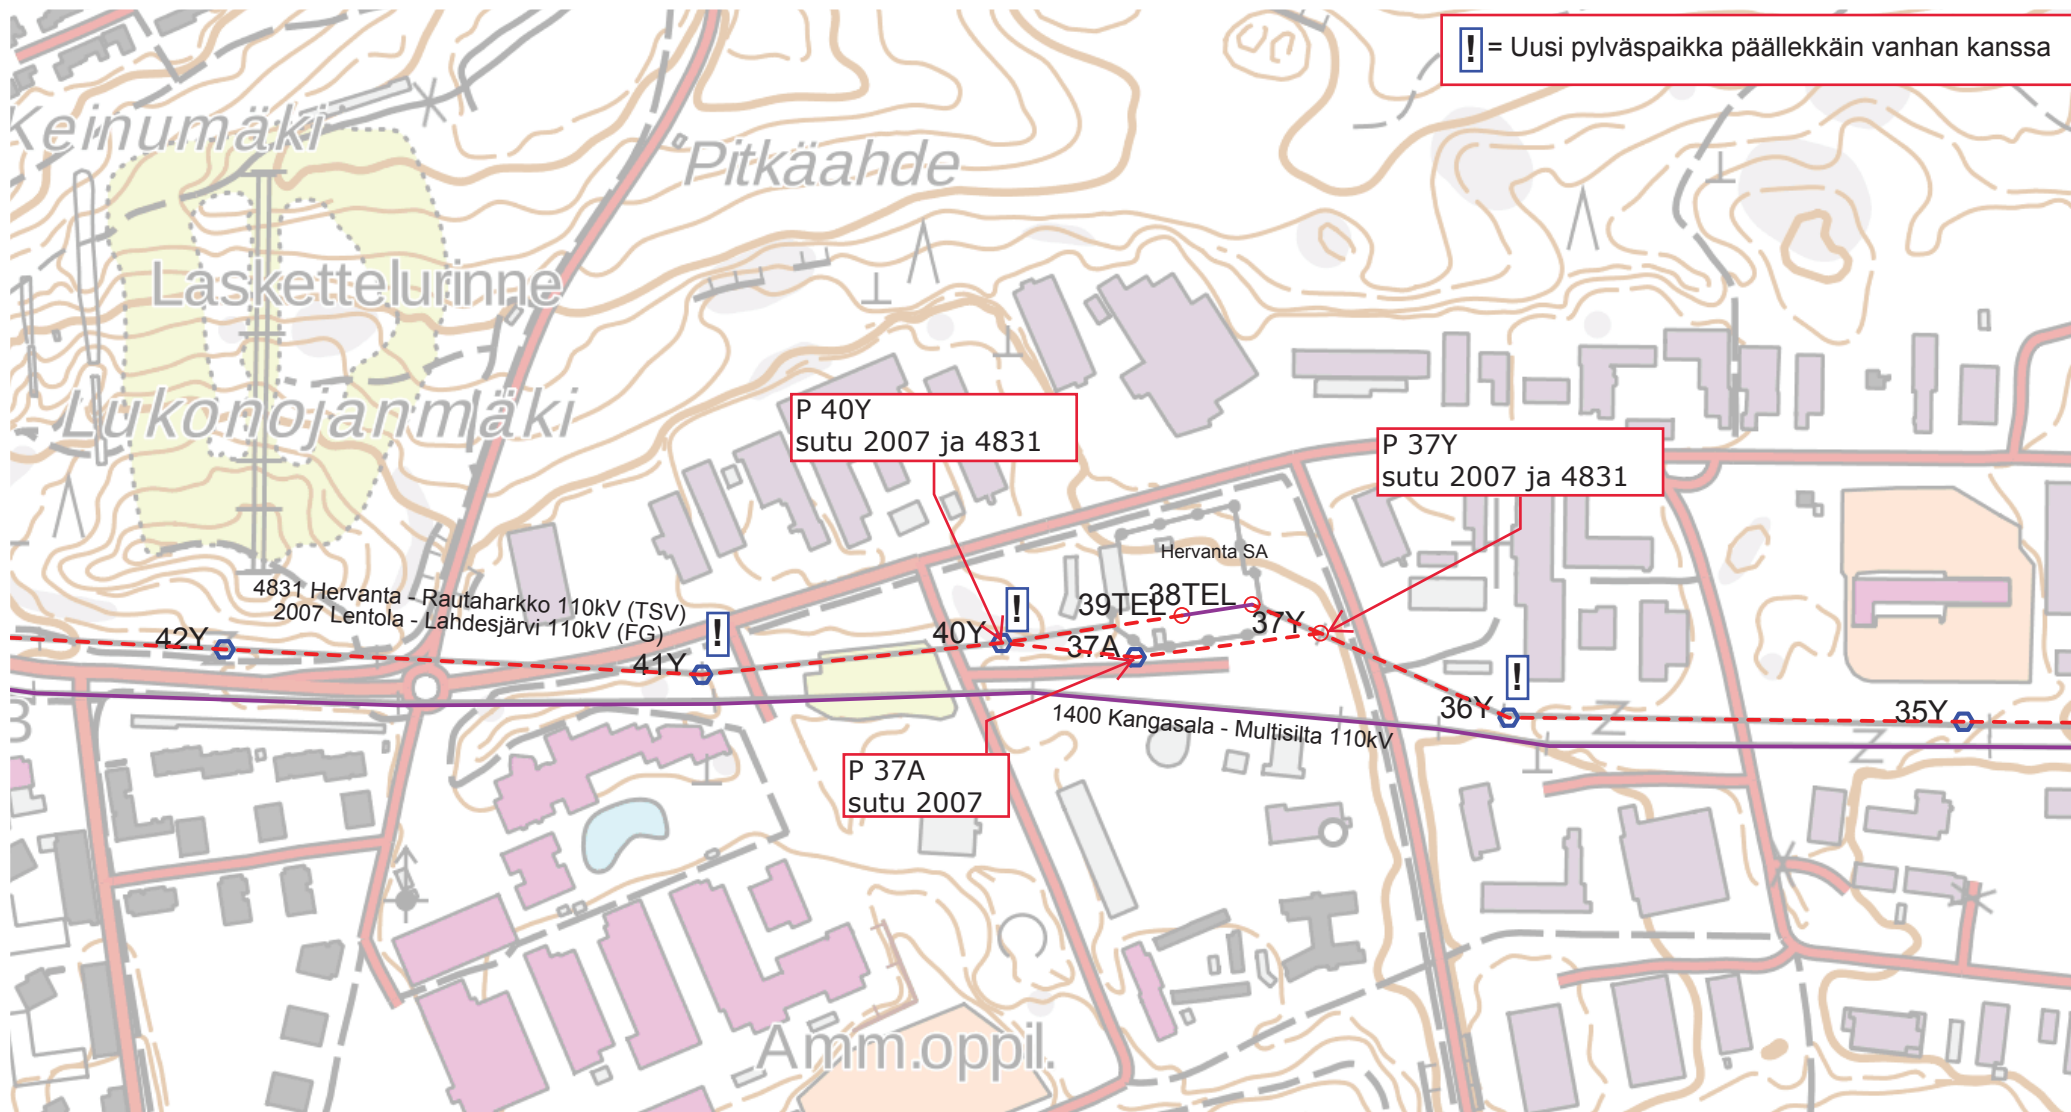 ! = Uusi pylväspaikka päällekkäin vanhan kanssa
Keinumäki
Pitkäahde
Laskettelurinne
Lukonojanmäki
P 40Y
sutu 2007 ja 4831
P 37Y
sutu 2007 ja 4831
Hervanta SA
4831 Hervanta - Rautaharkko 110kV (TSV)
2007 Lentola - Lahdesjärvi 110kV (FG)
42Y
41Y
!
40Y
!
39TEL
38TEL
37Y
37A
36Y
!
35Y
1400 Kangasala - Multisilta 110kV
P 37A
sutu 2007
Amm.oppil.